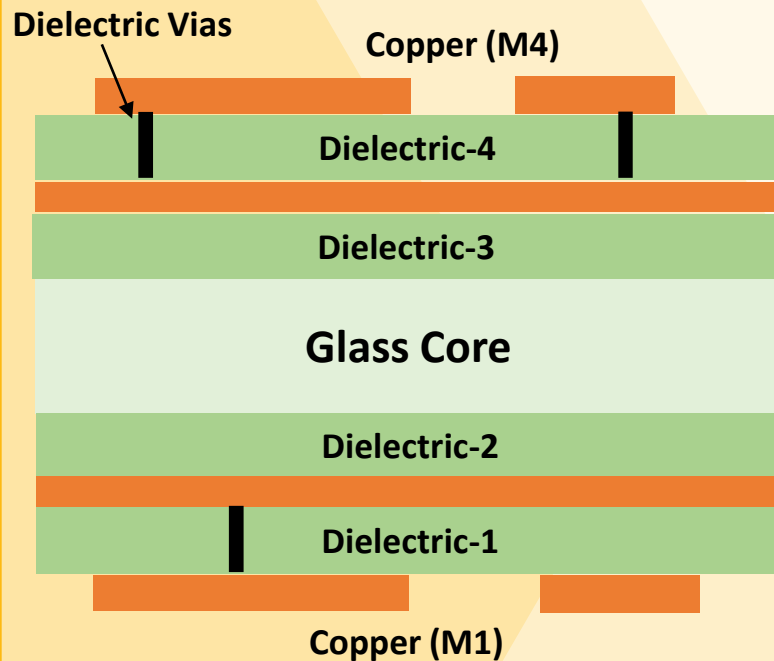 Dielectric Vias
Copper (M4)
Dielectric-4
Dielectric-3
Glass Core
Dielectric-2
Dielectric-1
Copper (M1)